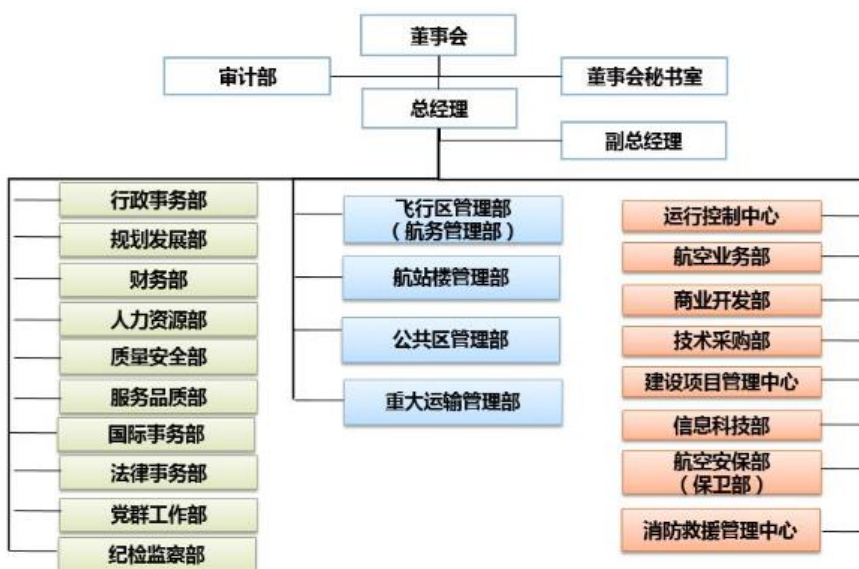 董事会
审计部
董事会秘书室
总经理
副总经理
行政事务部
规划发展部
财务部
人力资源部
质量安全部
服务品质部
国际事务部
法律事务部
党群工作部
纪检监察部
飞行区管理部
（航务管理部）
航站楼管理部
公共区管理部
重大运输管理部
运行控制中心
航空业务部
商业开发部
技术采购部
建设项目管理中心
信息科技部
航空安保部
（保卫部）
消防救援管理中心